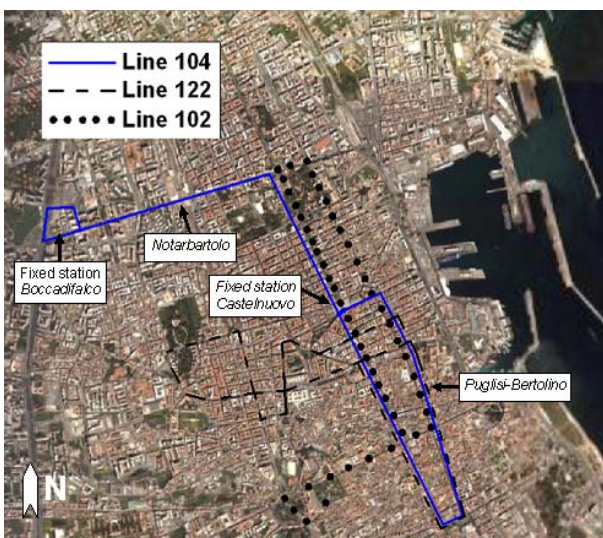 Line 104
Line 122
Line 102
Fixed station
Boccadifalco
Notarbartolo
Fixed station
Castelnuovo
Puglisi-Bertolino
N